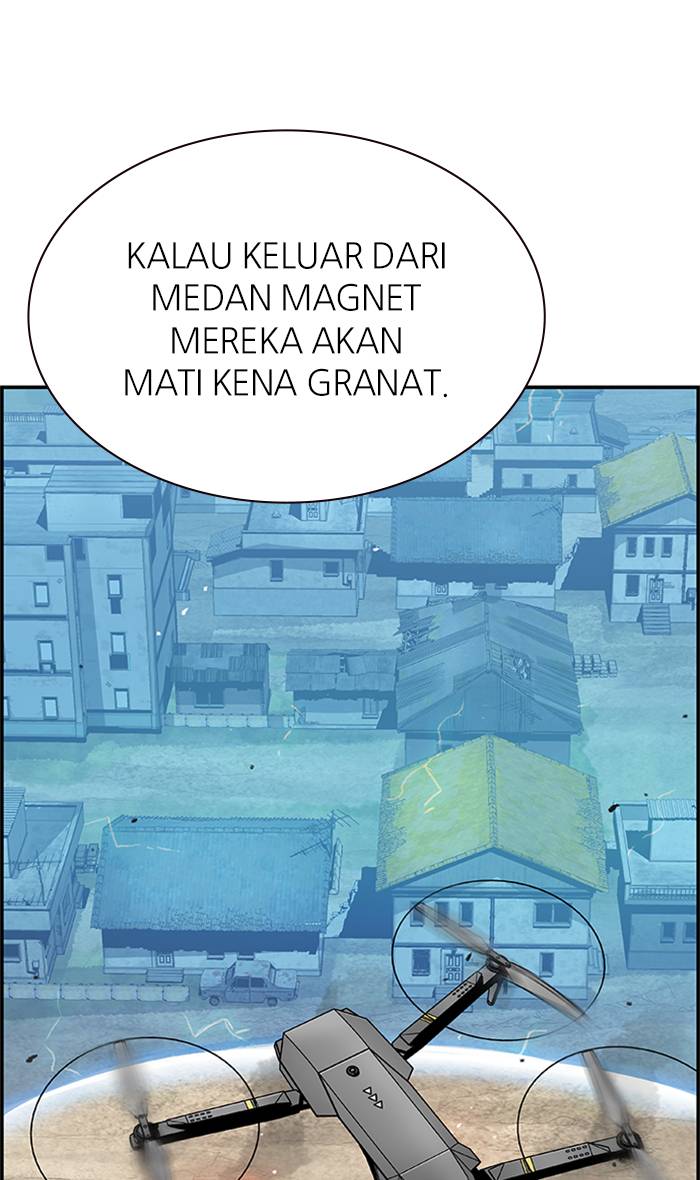 KALAU KELUAR DARI
MEDAN MAGNET
MEREKA AKAN
MATI KENA GRANAT.